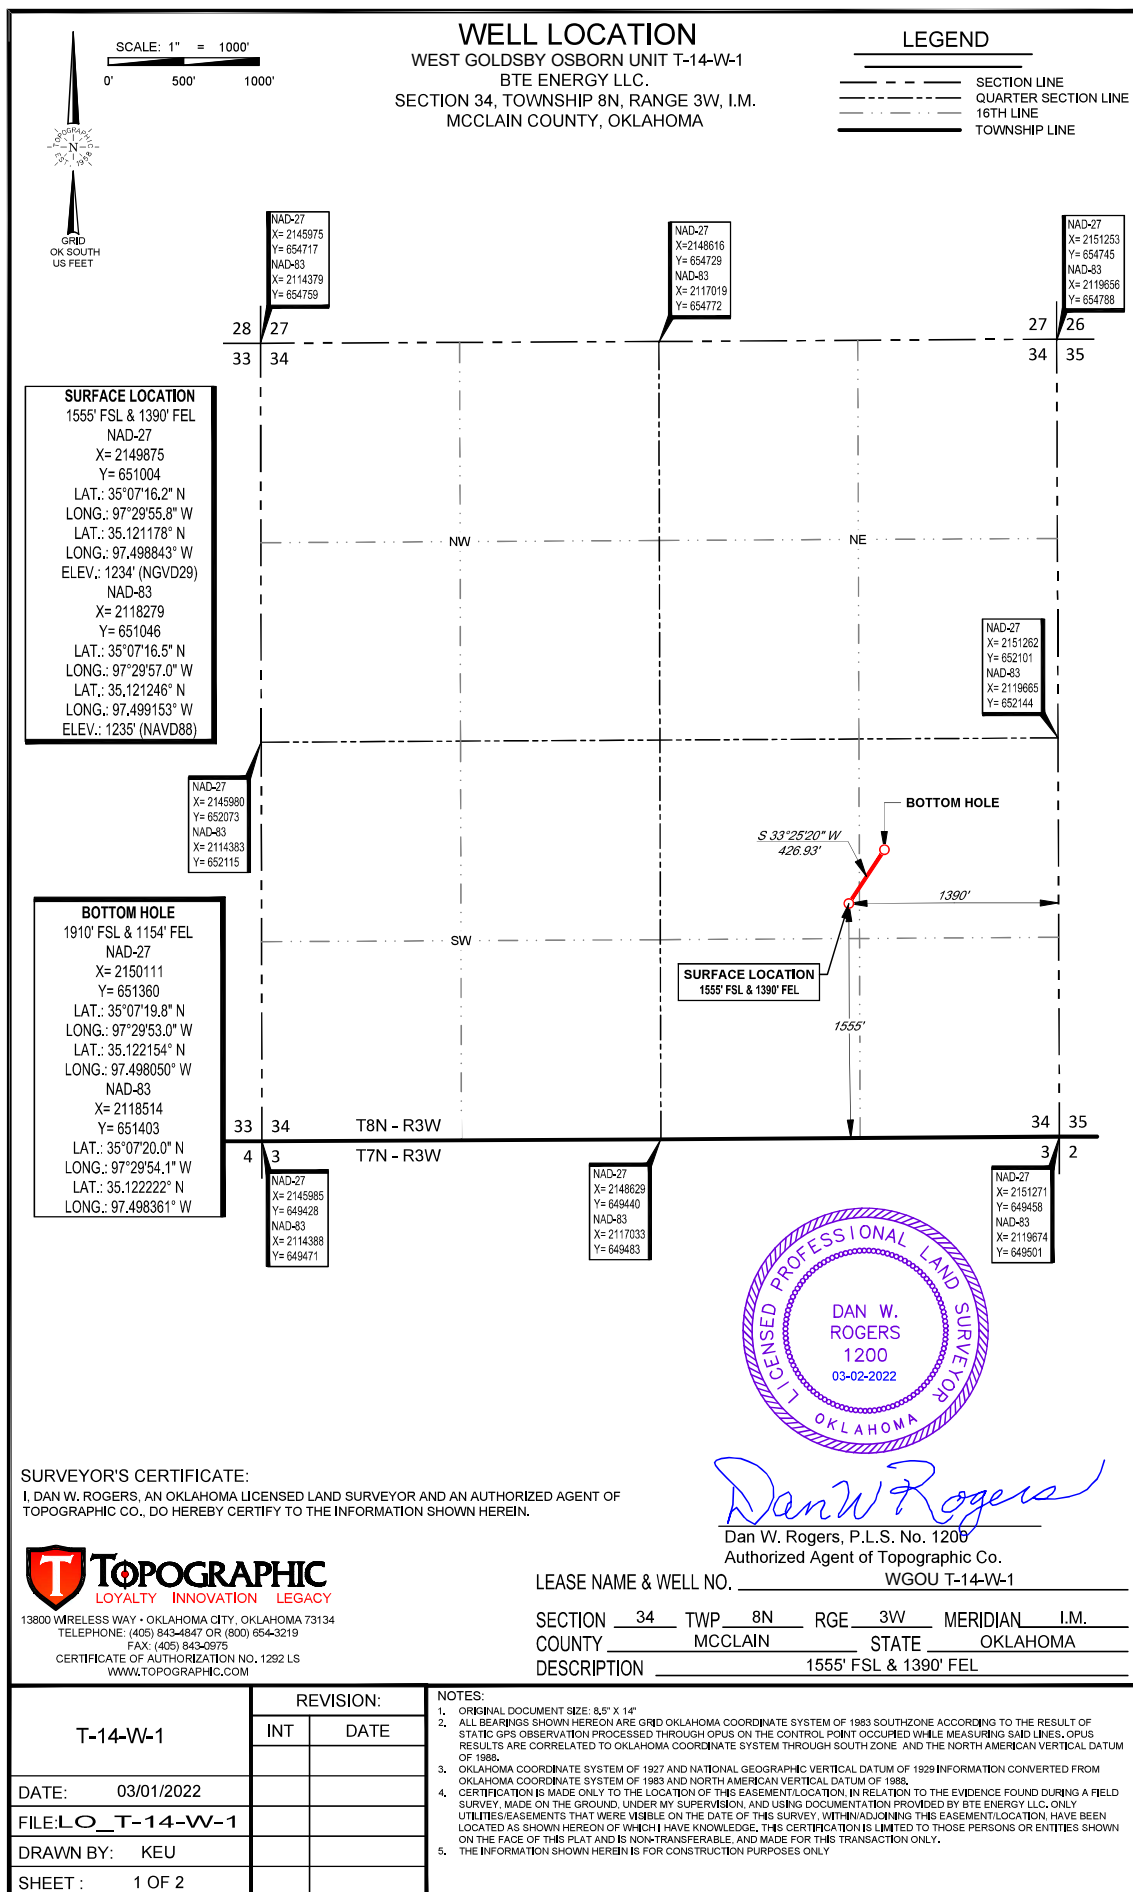 SCALE: 1" = 1000'
0' 500' 1000'
TOPOGRAPHIC
N
EST. 1958
GRID
OK SOUTH
US FEET
WELL LOCATION
WEST GOLDSBY OSBORN UNIT T-14-W-1
BTE ENERGY LLC.
SECTION 34, TOWNSHIP 8N, RANGE 3W, I.M.
MCCLAIN COUNTY, OKLAHOMA
LEGEND
SECTION LINE
QUARTER SECTION LINE
16TH LINE
TOWNSHIP LINE
NAD-27
X= 2145975
Y= 654717
NAD-83
X= 2114379
Y= 654759
NAD-27
X=2148616
Y= 654729
NAD-83
X= 2117019
Y= 654772
NAD-27
X= 2151253
Y= 654745
NAD-83
X= 2119656
Y= 654788
28 27
33 34
27 26
34 35
SURFACE LOCATION
1555' FSL & 1390' FEL
NAD-27
X= 2149875
Y= 651004
LAT.: 35°07'16.2" N
LONG.: 97°29'55.8" W
LAT.: 35.121178° N
LONG.: 97.498843° W
ELEV.: 1234' (NGVD29)
NAD-83
X= 2118279
Y= 651046
LAT.: 35°07'16.5" N
LONG.: 97°29'57.0" W
LAT.: 35.121246° N
LONG.: 97.499153° W
ELEV.: 1235' (NAVD88)
NW
NE
NAD-27
X= 2151262
Y= 652101
NAD-83
X= 2119665
Y= 652144
NAD-27
X= 2145980
Y= 652073
NAD-83
X= 2114383
Y= 652115
BOTTOM HOLE
S 33°25'20" W
426.93'
1390'
SW
SURFACE LOCATION
1555' FSL & 1390' FEL
1555'
BOTTOM HOLE
1910' FSL & 1154' FEL
NAD-27
X= 2150111
Y= 651360
LAT.: 35°07'19.8" N
LONG.: 97°29'53.0" W
LAT.: 35.122154° N
LONG.: 97.498050° W
NAD-83
X= 2118514
Y= 651403
LAT.: 35°07'20.0" N
LONG.: 97°29'54.1" W
LAT.: 35.122222° N
LONG.: 97.498361° W
33 34 T8N - R3W
4 3 T7N - R3W
34 35
3 2
NAD-27
X= 2145985
Y= 649428
NAD-83
X= 2114388
Y= 649471
NAD-27
X= 2148629
Y= 649440
NAD-83
X= 2117033
Y= 649483
NAD-27
X= 2151271
Y= 649458
NAD-83
X= 2119674
Y= 649501
LICENSED PROFESSIONAL LAND SURVEYOR
DAN W.
ROGERS
1200
03-02-2022
OKLAHOMA
SURVEYOR'S CERTIFICATE:
I, DAN W. ROGERS, AN OKLAHOMA LICENSED LAND SURVEYOR AND AN AUTHORIZED AGENT OF
TOPOGRAPHIC CO., DO HEREBY CERTIFY TO THE INFORMATION SHOWN HEREIN.
Dan W Rogers
Dan W. Rogers, P.L.S. No. 1200
Authorized Agent of Topographic Co.
T TOPOGRAPHIC
LOYALTY INNOVATION LEGACY
13800 WIRELESS WAY • OKLAHOMA CITY, OKLAHOMA 73134
TELEPHONE: (405) 843-4847 OR (800) 654-3219
FAX: (405) 843-0975
CERTIFICATE OF AUTHORIZATION NO. 1292 LS
WWW.TOPOGRAPHIC.COM
LEASE NAME & WELL NO. WGOU T-14-W-1
SECTION 34 TWP 8N RGE 3W MERIDIAN I.M.
COUNTY MCCLAIN STATE OKLAHOMA
DESCRIPTION 1555' FSL & 1390' FEL
T-14-W-1
REVISION:
INT DATE
DATE: 03/01/2022
FILE:LO_T-14-W-1
DRAWN BY: KEU
SHEET : 1 OF 2
NOTES:
1. ORIGINAL DOCUMENT SIZE: 8.5" X 14"
2. ALL BEARINGS SHOWN HEREON ARE GRID OKLAHOMA COORDINATE SYSTEM OF 1983 SOUTHZONE ACCORDING TO THE RESULT OF
STATIC GPS OBSERVATION PROCESSED THROUGH OPUS ON THE CONTROL POINT OCCUPIED WHILE MEASURING SAID LINES. OPUS
RESULTS ARE CORRELATED TO OKLAHOMA COORDINATE SYSTEM THROUGH SOUTH ZONE AND THE NORTH AMERICAN VERTICAL DATUM
OF 1988.
3. OKLAHOMA COORDINATE SYSTEM OF 1927 AND NATIONAL GEOGRAPHIC VERTICAL DATUM OF 1929 INFORMATION CONVERTED FROM
OKLAHOMA COORDINATE SYSTEM OF 1983 AND NORTH AMERICAN VERTICAL DATUM OF 1988.
4. CERTIFICATION IS MADE ONLY TO THE LOCATION OF THIS EASEMENT/LOCATION, IN RELATION TO THE EVIDENCE FOUND DURING A FIELD
SURVEY, MADE ON THE GROUND, UNDER MY SUPERVISION, AND USING DOCUMENTATION PROVIDED BY BTE ENERGY LLC. ONLY
UTILITIES/EASEMENTS THAT WERE VISIBLE ON THE DATE OF THIS SURVEY, WITHIN/ADJOINING THIS EASEMENT/LOCATION, HAVE BEEN
LOCATED AS SHOWN HEREON OF WHICH I HAVE KNOWLEDGE. THIS CERTIFICATION IS LIMITED TO THOSE PERSONS OR ENTITIES SHOWN
ON THE FACE OF THIS PLAT AND IS NON-TRANSFERABLE, AND MADE FOR THIS TRANSACTION ONLY.
5. THE INFORMATION SHOWN HEREIN IS FOR CONSTRUCTION PURPOSES ONLY